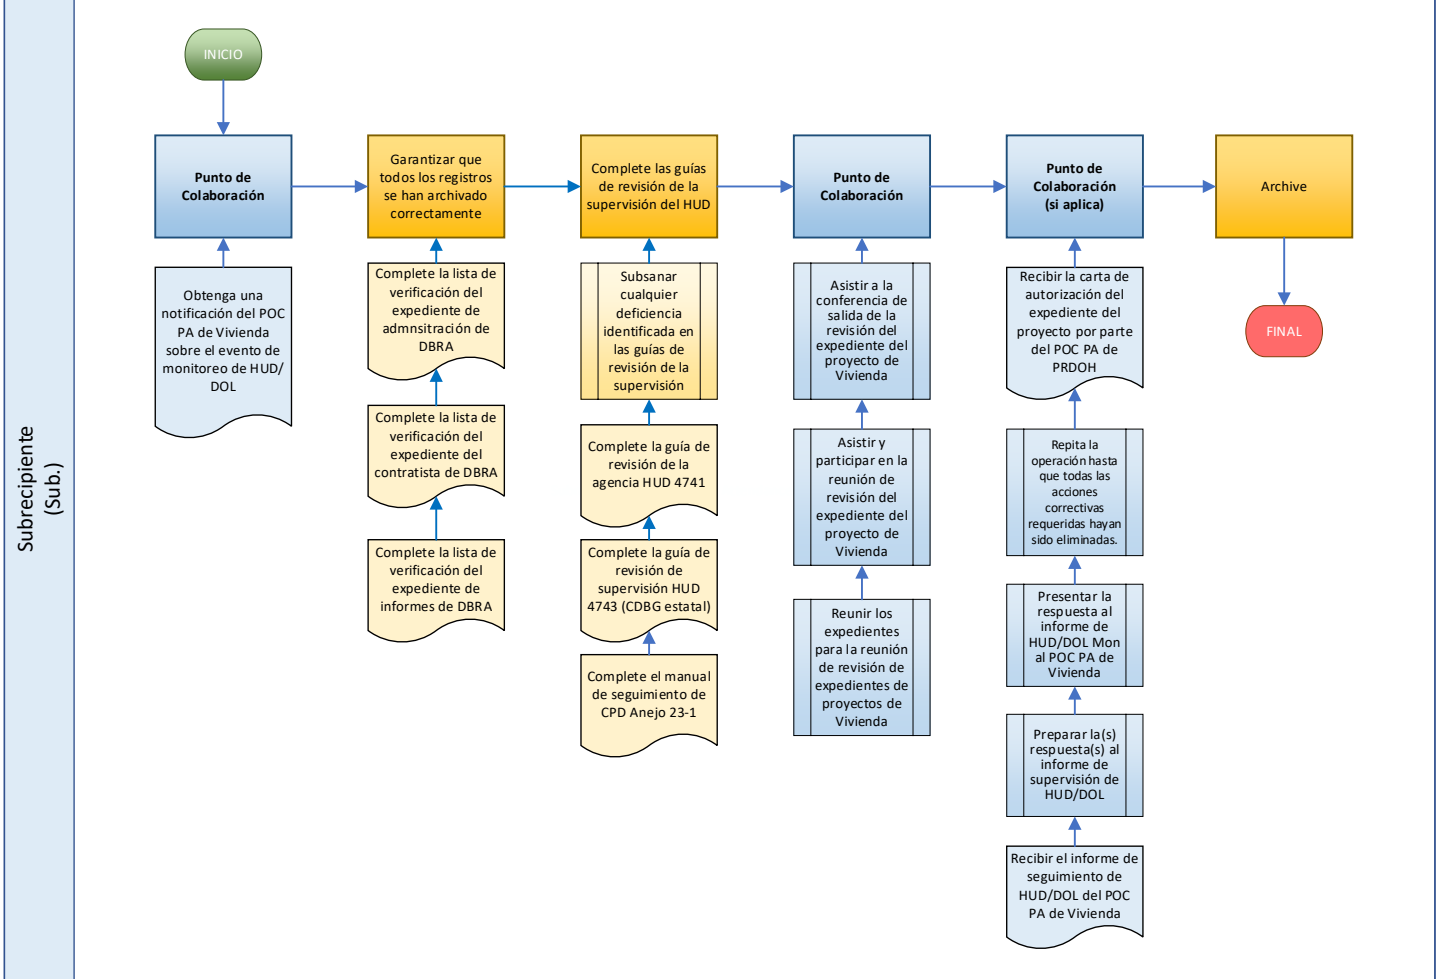 Subrecipiente
(Sub.)
INICIO
Punto de
Colaboración
Obtenga una
notificación del POC
PA de Vivienda
sobre el evento de
monitoreo de HUD/
DOL
Garantizar que
todos los registros
se han archivado
correctamente
Complete la lista de
verificación del
expediente de
admnsitración de
DBRA
Complete la lista de
verificación del
expediente del
contratista de DBRA
Complete la lista de
verificación del
expediente de
informes de DBRA
Complete las guías
de revisión de la
supervisión del HUD
Subsanar
cualquier
deficiencia
identificada en
las guías de
revisión de la
supervisión
Complete la guía de
revisión de la
agencia HUD 4741
Complete la guía de
revisión de
supervisión HUD
4743 (CDBG estatal)
Complete el manual
de seguimiento de
CPD Anejo 23-1
Punto de
Colaboración
Asistir a la
conferencia de
salida de la
revisión del
expediente del
proyecto de
Vivienda
Asistir y
participar en la
reunión de
revisión del
expediente del
proyecto de
Vivienda
Reunir los
expedientes
para la reunión
de revisión de
expedientes de
proyectos de
Vivienda
Punto de
Colaboración
(si aplica)
Recibir la carta de
autorización del
expediente del
proyecto por parte
del POC PA de
PRDOH
Repita la
operación hasta
que todas las
acciones
correctivas
requeridas hayan
sido eliminadas.
Presentar la
respuesta al
informe de
HUD/DOL Mon
al POC PA de
Vivienda
Preparar la(s)
respuesta(s) al
informe de
supervisión de
HUD/DOL
Recibir el informe de
seguimiento de
HUD/DOL del POC
PA de Vivienda
Archive
FINAL